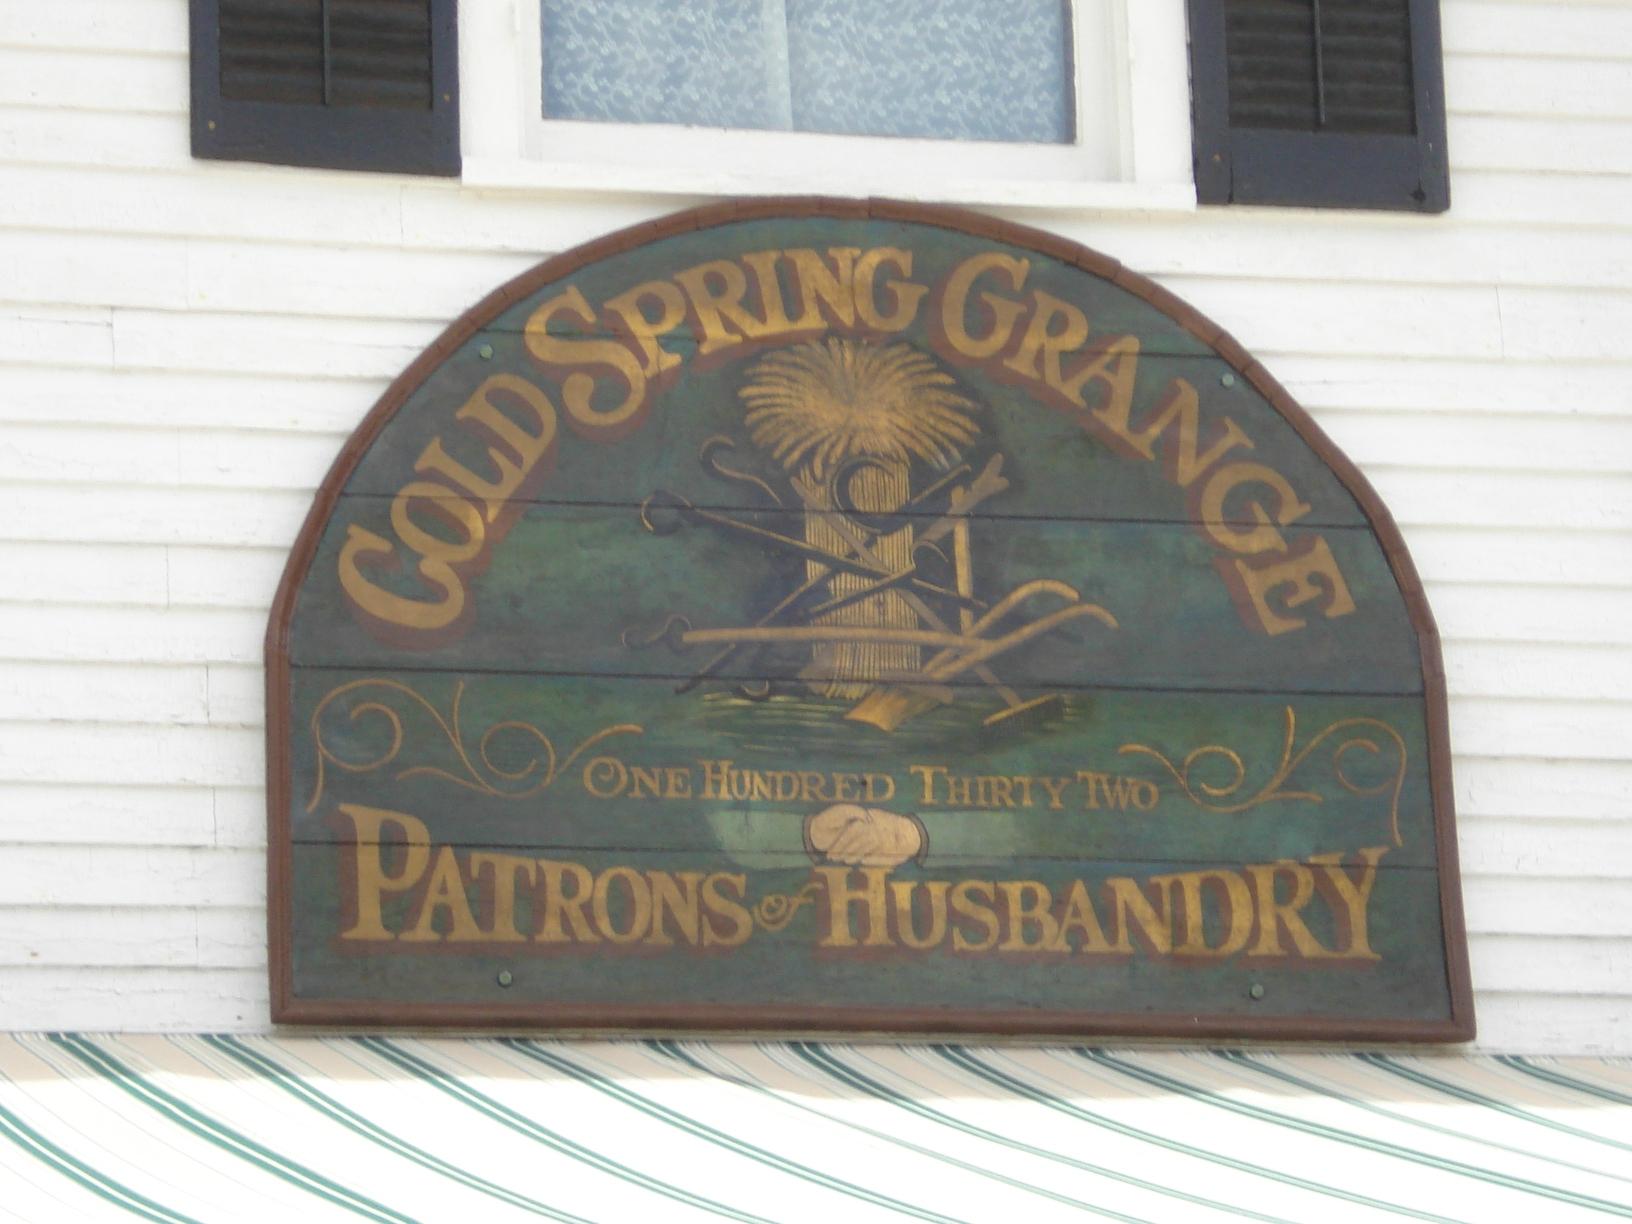 COLD SPRING GRANGE
ONE HUNDRED THIRTY TWO
PATRONS of HUSBANDRY